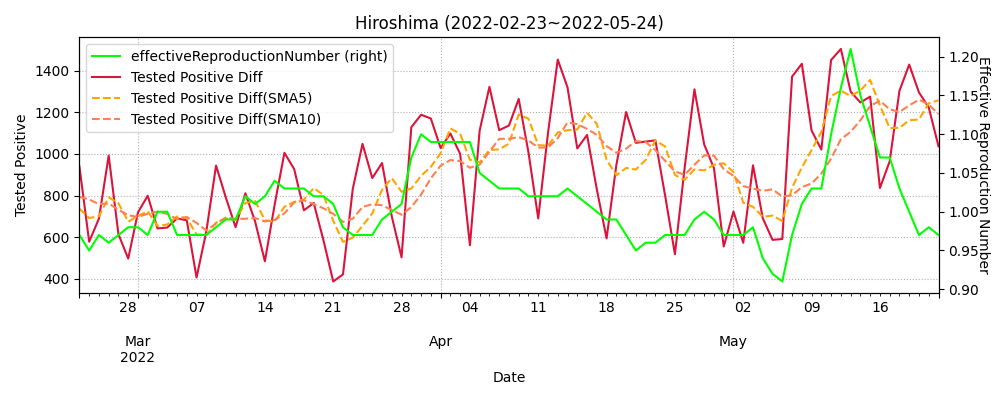 Hiroshima (2022-02-23~2022-05-24)
effectiveReproductionNumber (right)
Tested Positive Diff
Tested Positive Diff(SMA5)
Tested Positive Diff(SMA10)
Tested Positive
1400
1200
1000
800
600
400
1.20
1.15
1.10
1.05
1.00
0.95
0.90
Effective Reproduction Number
28 07 14 21 28 04 11 18 25 02 09 16
Mar Apr May
2022
Date